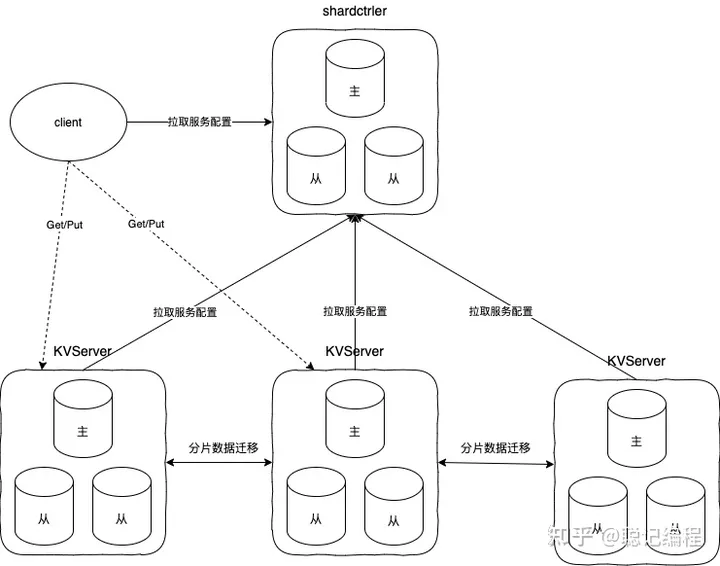 shardctrler
主
client
拉取服务配置
从
从
Get/Put
Get/Put
拉取服务配置
拉取服务配置
拉取服务配置
KVServer
KVServer
KVServer
主
主
主
分片数据迁移
分片数据迁移
从
从
从
从
从
从
知乎 @聪记编程